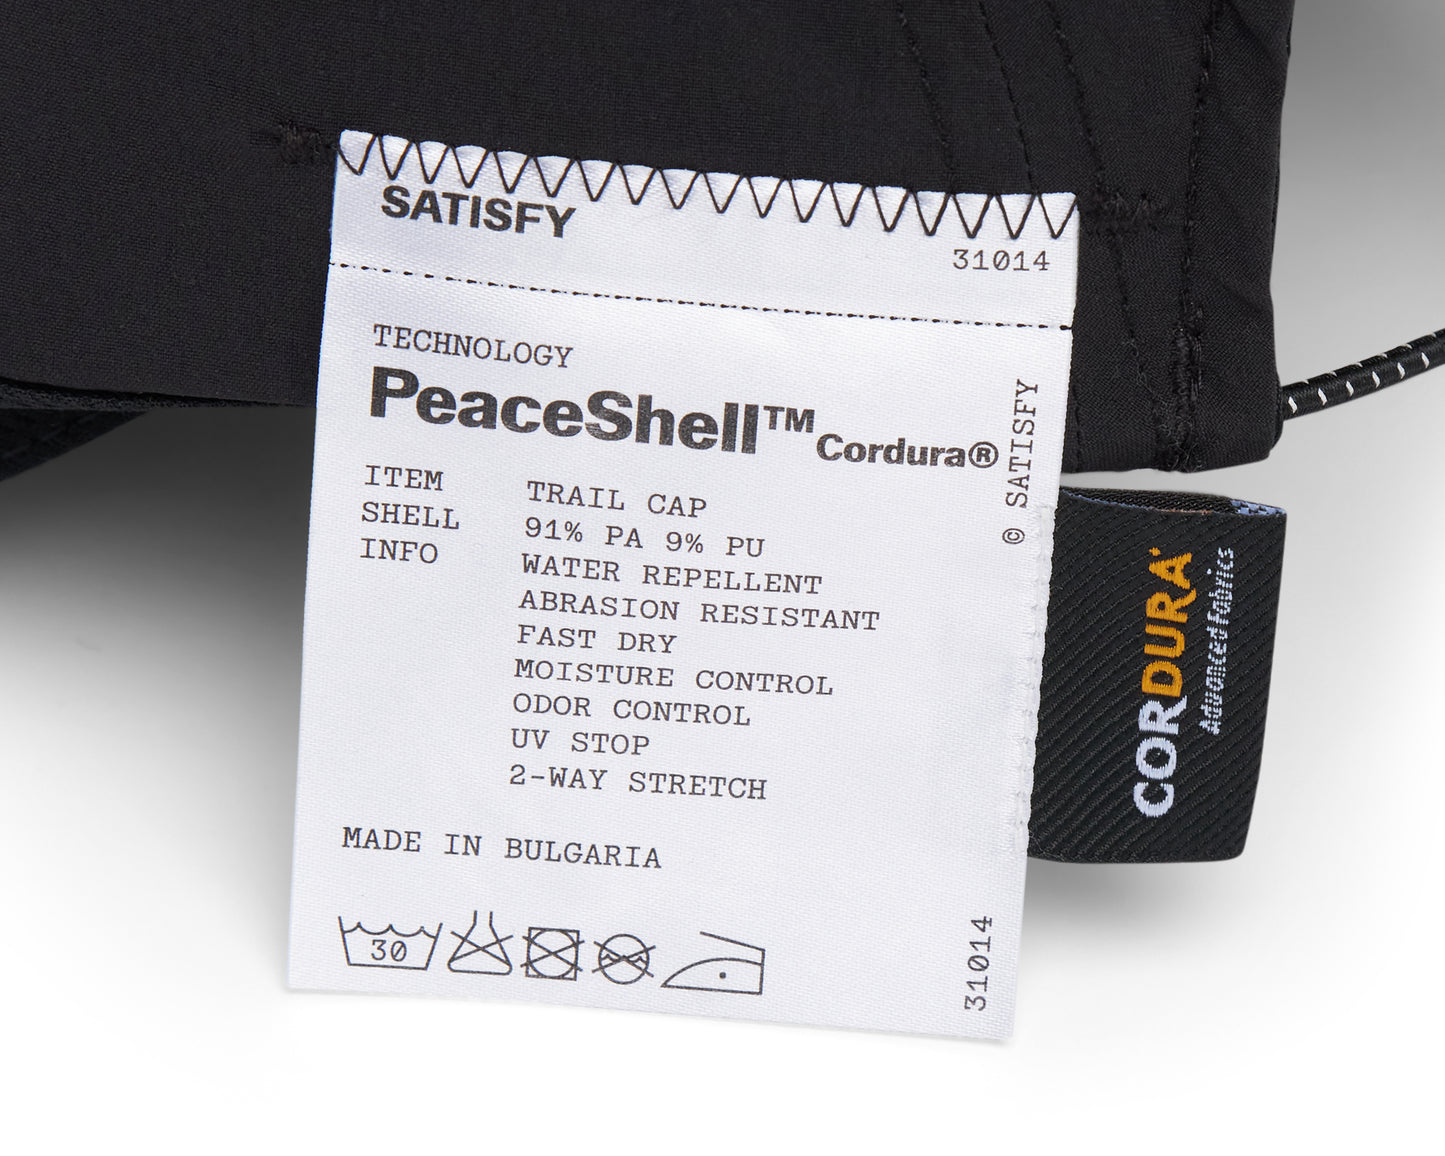 SATISFY
31014
TECHNOLOGY
PeaceShell™ Cordura®
© SATISFY
ITEM TRAIL CAP
SHELL 91% PA 9% PU
INFO WATER REPELLENT
ABRASION RESISTANT
FAST DRY
MOISTURE CONTROL
ODOR CONTROL
UV STOP
2-WAY STRETCH
MADE IN BULGARIA
30
31014
CORDURA
Advanced fabrics